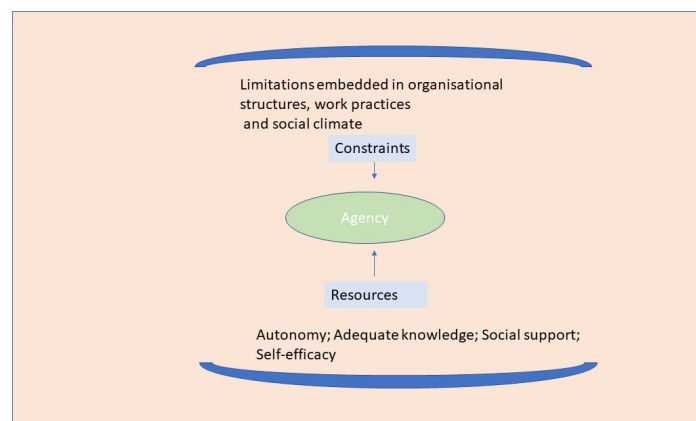 Limitations embedded in organisational
structures, work practices
and social climate
Constraints
Agency
Resources
Autonomy; Adequate knowledge; Social support;
Self-efficacy